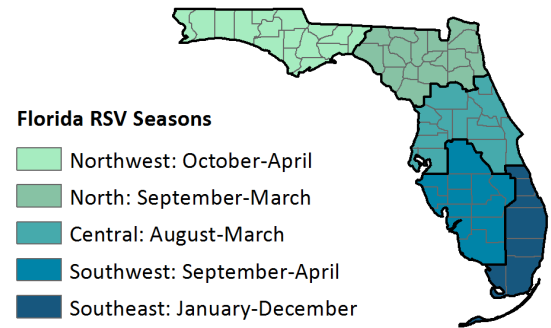 Florida RSV Seasons
Northwest: October-April
North: September-March
Central: August-March
Southwest: September-April
Southeast: January-December